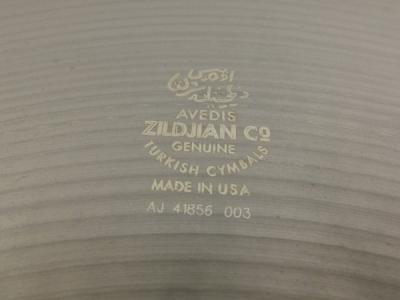 AVEDIS
ZILDJIAN CO
GENUINE
TURKISH CYMBALS
MADE IN USA
AJ 41856 003